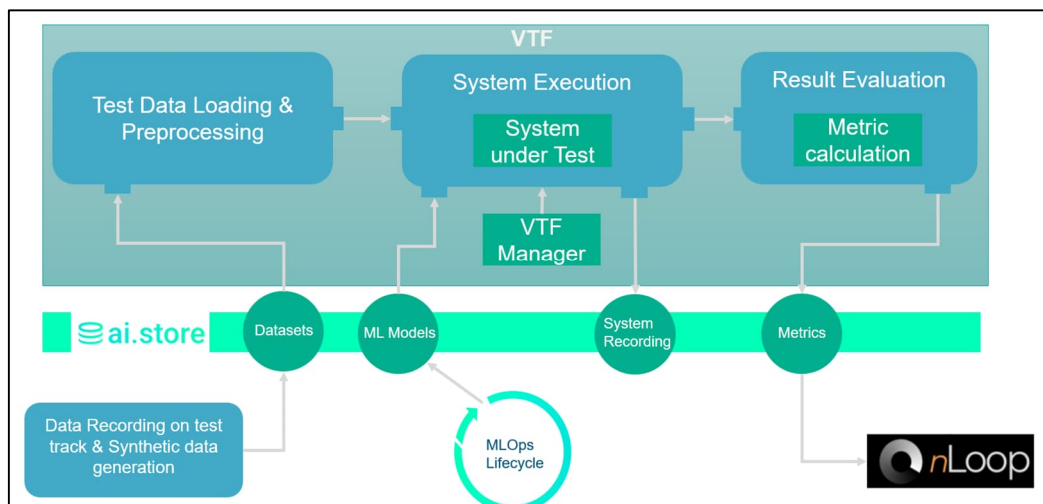 VTF
Test Data Loading &
Preprocessing
System Execution
System
under Test
VTF
Manager
Result Evaluation
Metric
calculation
ai.store
Datasets
ML Models
System
Recording
Metrics
Data Recording on test
track & Synthetic data
generation
MLOps
Lifecycle
nLoop